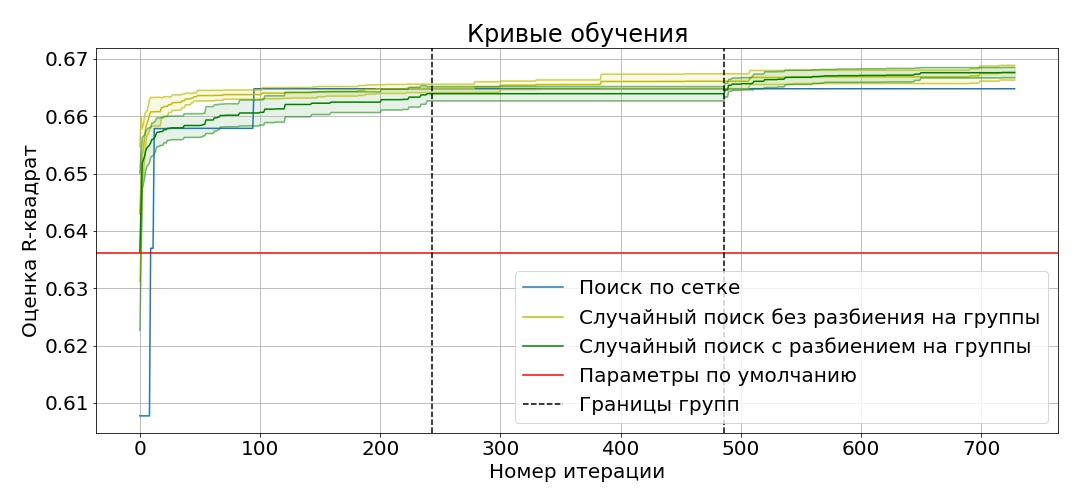 Кривые обучения
Оценка R-квадрат
0.67
0.66
0.65
0.64
0.63
0.62
0.61
Поиск по сетке
Случайный поиск без разбиения на группы
Случайный поиск с разбиением на группы
Параметры по умолчанию
Границы групп
0 100 200 300 400 500 600 700
Номер итерации